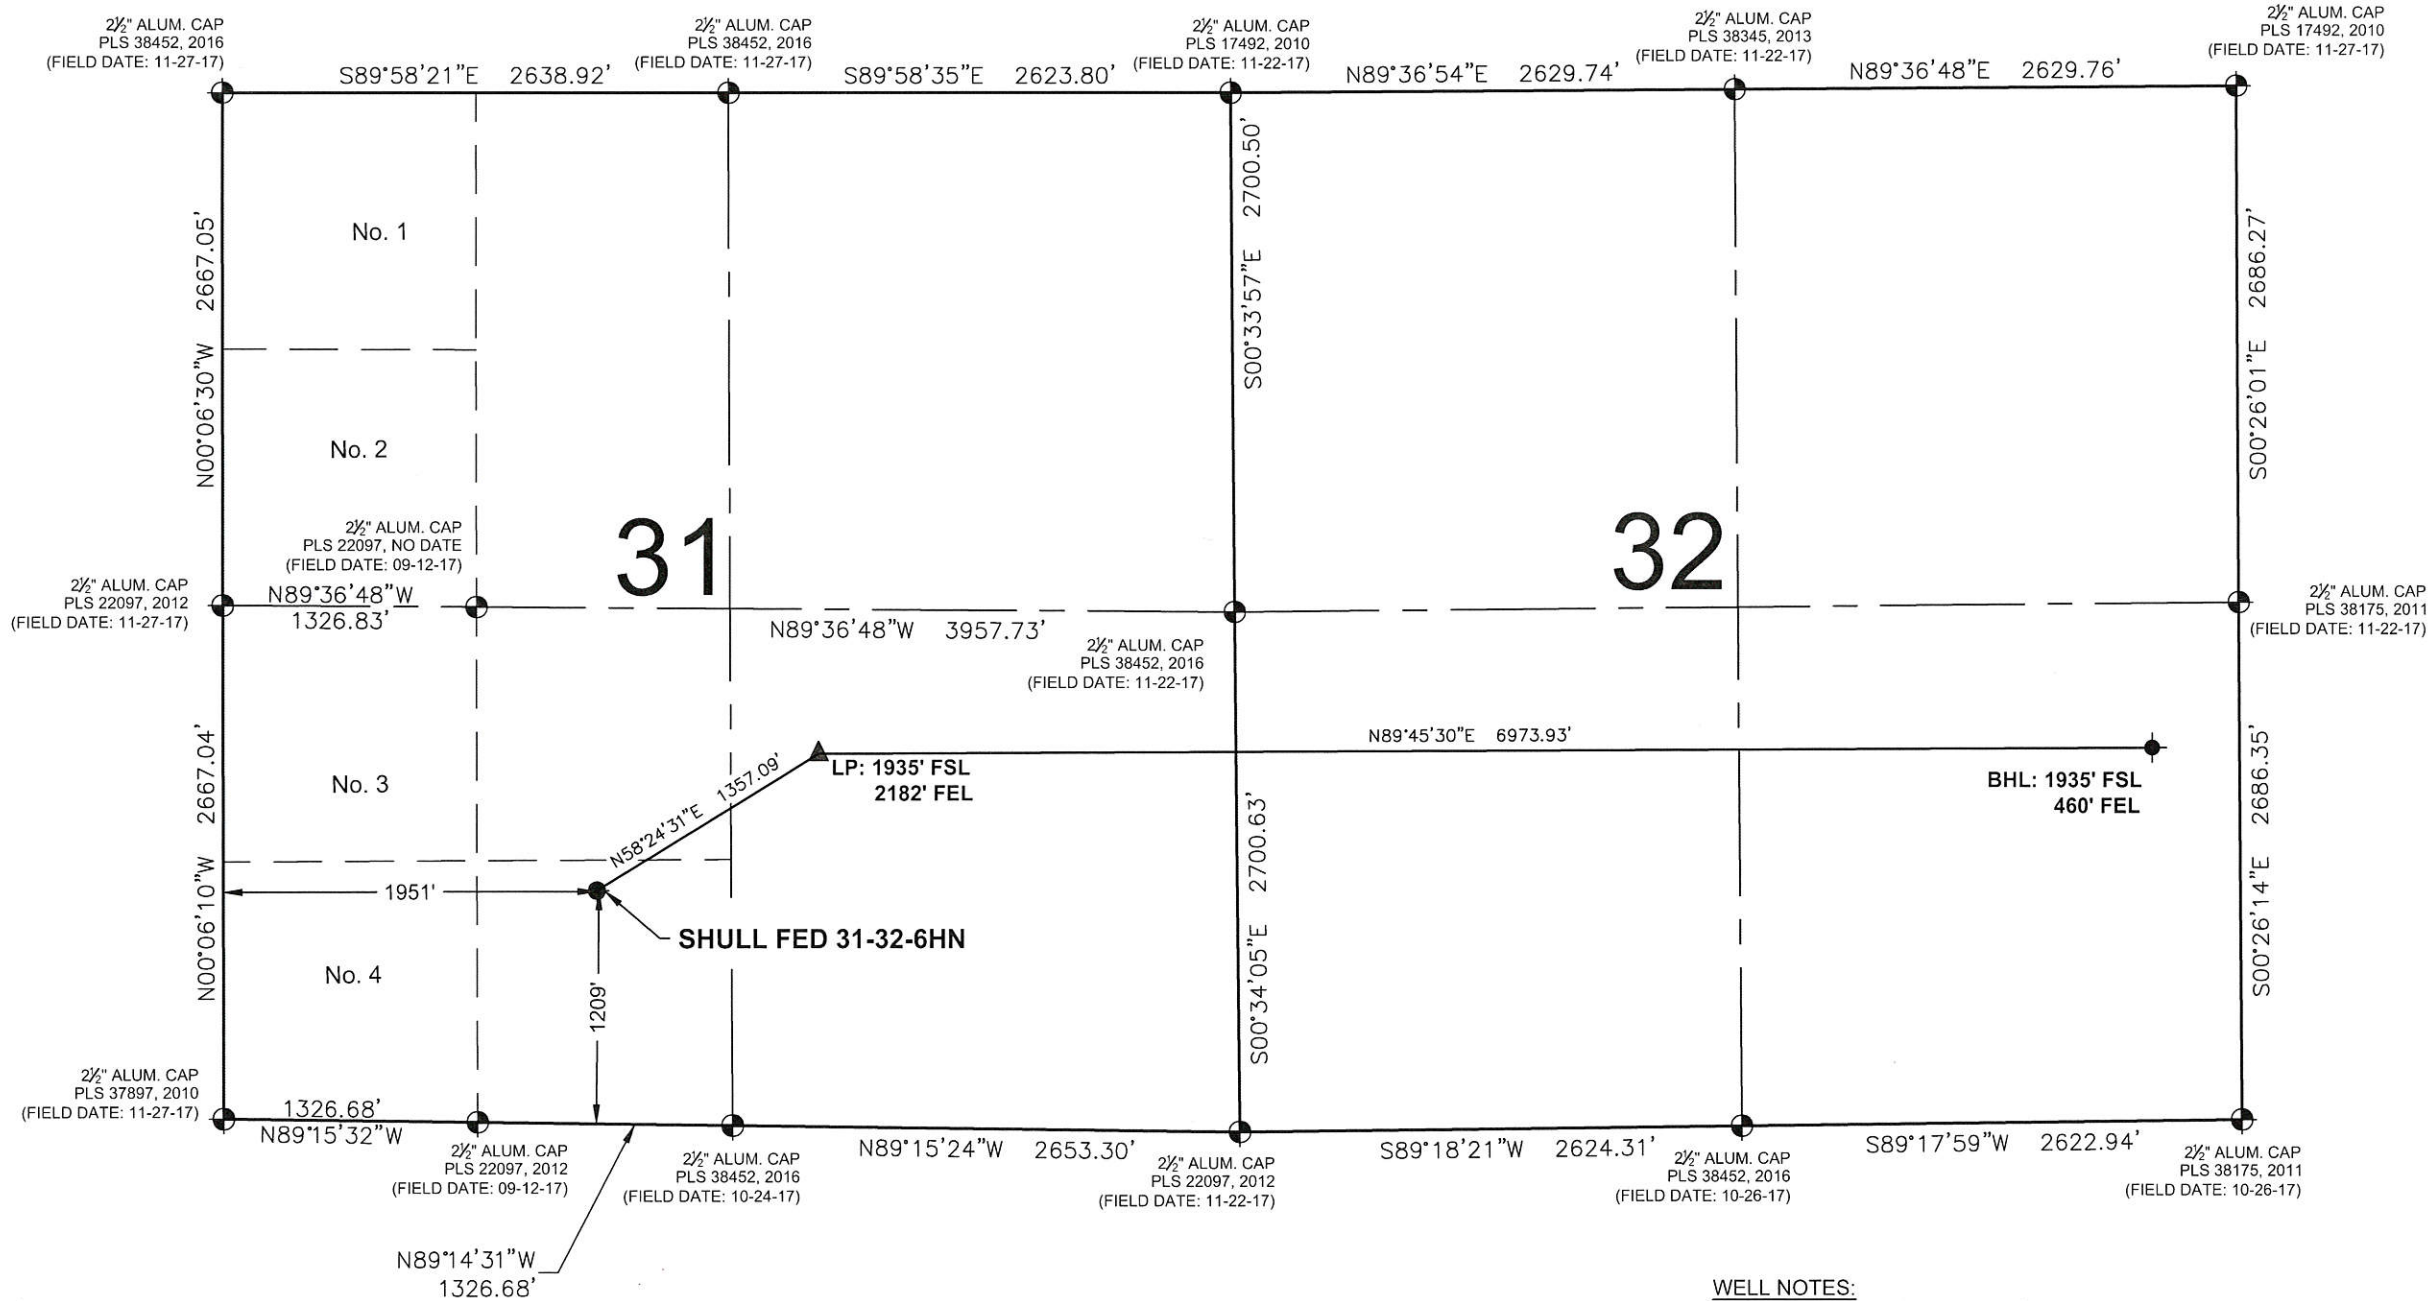 2½" ALUM. CAP
PLS 38452, 2016
(FIELD DATE: 11-27-17)
2½" ALUM. CAP
PLS 38452, 2016
(FIELD DATE: 11-27-17)
2½" ALUM. CAP
PLS 17492, 2010
(FIELD DATE: 11-22-17)
2½" ALUM. CAP
PLS 38345, 2013
(FIELD DATE: 11-22-17)
2½" ALUM. CAP
PLS 17492, 2010
(FIELD DATE: 11-27-17)
S89°58'21"E 2638.92'
S89°58'35"E 2623.80'
N89°36'54"E 2629.74'
N89°36'48"E 2629.76'
N00°06'30"W 2667.05'
S00°33'57"E 2700.50'
S00°26'01"E 2686.27'
No. 1
No. 2
31
32
2½" ALUM. CAP
PLS 22097, NO DATE
(FIELD DATE: 09-12-17)
2½" ALUM. CAP
PLS 22097, 2012
(FIELD DATE: 11-27-17)
N89°36'48"W
1326.83'
N89°36'48"W 3957.73'
2½" ALUM. CAP
PLS 38452, 2016
(FIELD DATE: 11-22-17)
2½" ALUM. CAP
PLS 38175, 2011
(FIELD DATE: 11-22-17)
N00°06'10"W 2667.04'
No. 3
N58°24'31"E 1357.09'
LP: 1935' FSL
2182' FEL
N89°45'30"E 6973.93'
BHL: 1935' FSL
460' FEL
S00°34'05"E 2700.63'
S00°26'14"E 2686.35'
1951'
SHULL FED 31-32-6HN
1209'
No. 4
2½" ALUM. CAP
PLS 37897, 2010
(FIELD DATE: 11-27-17)
1326.68'
N89°15'32"W
2½" ALUM. CAP
PLS 22097, 2012
(FIELD DATE: 09-12-17)
2½" ALUM. CAP
PLS 38452, 2016
(FIELD DATE: 10-24-17)
N89°15'24"W 2653.30'
2½" ALUM. CAP
PLS 22097, 2012
(FIELD DATE: 11-22-17)
S89°18'21"W 2624.31'
2½" ALUM. CAP
PLS 38452, 2016
(FIELD DATE: 10-26-17)
S89°17'59"W 2622.94'
2½" ALUM. CAP
PLS 38175, 2011
(FIELD DATE: 10-26-17)
N89°14'31"W
1326.68'
WELL NOTES: